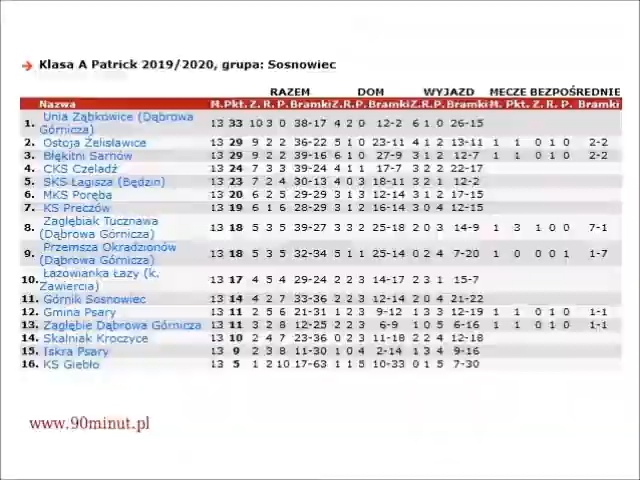 Klasa A Patrick 2019/2020, grupa: Sosnowiec
RAZEM DOM WYJAZD MECZE BEZPOŚREDNIE
Nazwa M. Pkt. Z. R. P. Bramki Z. R. P. Bramki Z. R. P. Bramki M. Pkt. Z. R. P. Bramki
1. Unia Ząbkowice (Dąbrowa Górnicza) 13 33 10 3 0 38-17 4 2 0 12-2 6 1 0 26-15
2. Ostoja Żelisławice 13 29 9 2 2 36-22 5 1 0 23-11 4 1 2 13-11 1 1 0 1 0 2-2
3. Błękitni Sarnów 13 29 9 2 2 39-16 6 1 0 27-9 3 1 2 12-7 1 1 0 1 0 2-2
4. CKS Czeladź 13 24 7 3 3 39-24 4 1 1 17-7 3 2 2 22-17
5. SKS Łagisza (Będzin) 13 23 7 2 4 30-13 4 0 3 18-11 3 2 1 12-2
6. MKS Poręba 13 20 6 2 5 29-29 3 1 3 12-14 3 1 2 17-15
7. KS Preczów 13 19 6 1 6 28-29 3 1 2 16-14 3 0 4 12-15
8. Zagłębiak Tucznawa (Dąbrowa Górnicza) 13 18 5 3 5 39-27 3 3 2 25-18 2 0 3 14-9 1 3 1 0 0 7-1
9. Przemsza Okradzionów (Dąbrowa Górnicza) 13 18 5 3 5 32-34 5 1 1 25-14 0 2 4 7-20 1 0 0 0 1 1-7
10. Łazowianka Łazy (k. Zawiercia) 13 17 4 5 4 29-24 2 2 3 14-17 2 3 1 15-7
11. Górnik Sosnowiec 13 14 4 2 7 33-36 2 2 3 12-14 2 0 4 21-22
12. Gmina Psary 13 11 2 5 6 21-31 1 2 3 9-12 1 3 3 12-19 1 1 0 1 0 1-1
13. Zagłębie Dąbrowa Górnicza 13 11 3 2 8 12-25 2 2 3 6-9 1 0 5 6-16 1 1 0 1 0 1-1
14. Skalniak Kroczyce 13 10 2 4 7 23-36 0 2 3 11-18 2 2 4 12-18
15. Iskra Psary 13 9 2 3 8 11-30 1 0 4 2-14 1 3 4 9-16
16. KS Giebło 13 5 1 2 10 17-63 1 1 5 10-33 0 1 5 7-30
www.90minut.pl